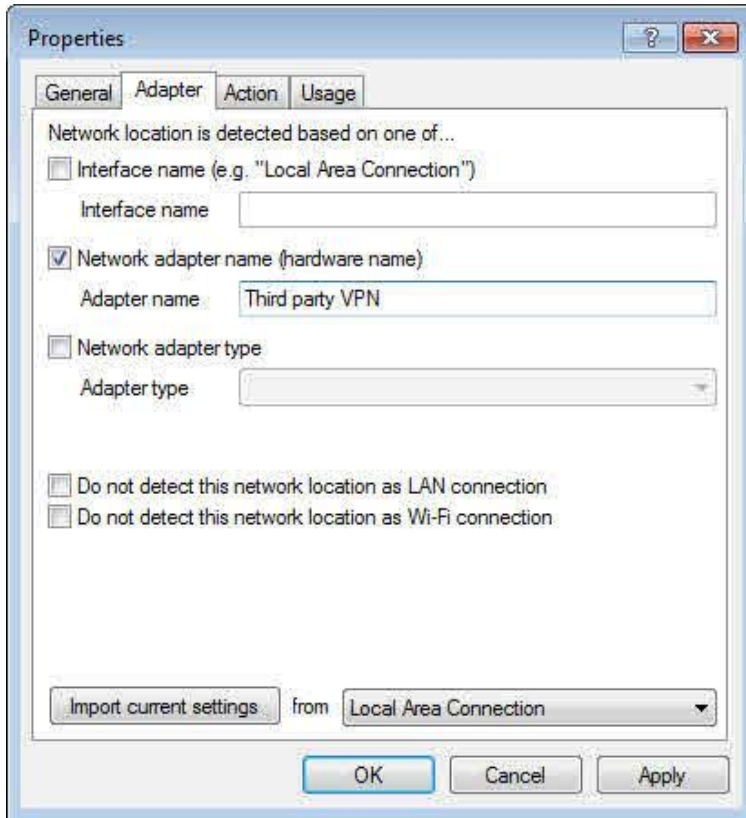 Properties
General Adapter Action Usage
Network location is detected based on one of...
Interface name (e.g. "Local Area Connection")
Interface name
Network adapter name (hardware name)
Adapter name Third party VPN
Network adapter type
Adapter type
Do not detect this network location as LAN connection
Do not detect this network location as Wi-Fi connection
Import current settings from Local Area Connection
OK Cancel Apply